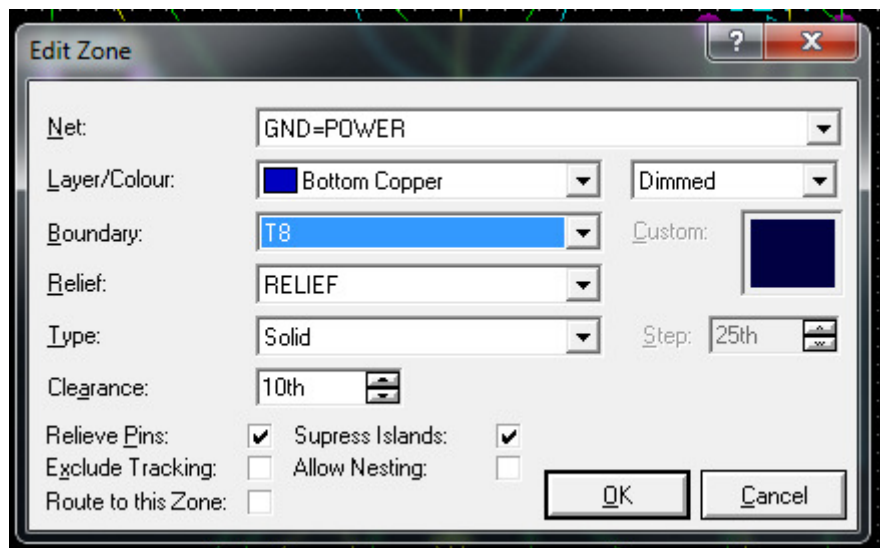 Edit Zone
?
X
Net: GND=POWER
Layer/Colour: Bottom Copper Dimmed
Boundary: T8 Custom:
Relief: RELIEF
Type: Solid Step: 25th
Clearance: 10th
Relieve Pins: Supress Islands:
Exclude Tracking: Allow Nesting:
Route to this Zone: OK Cancel